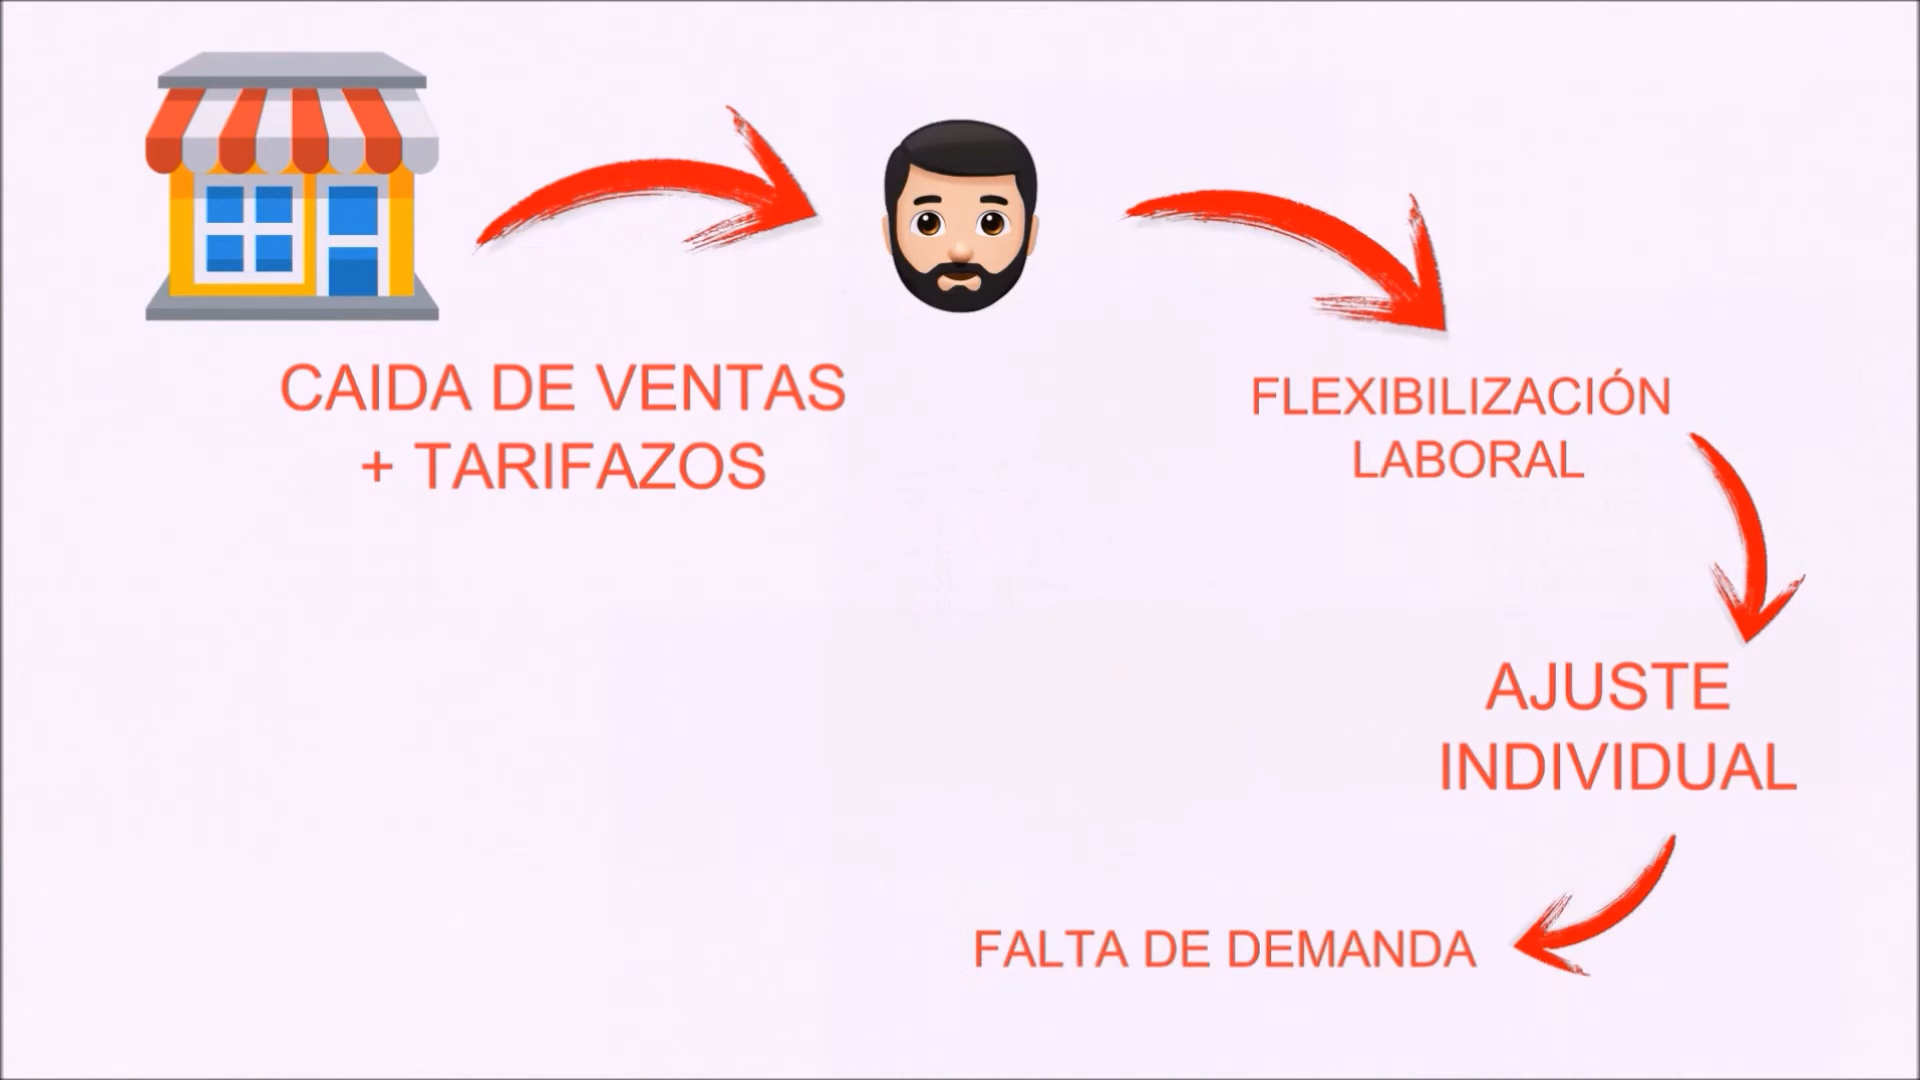 CAIDA DE VENTAS
+ TARIFAZOS
FLEXIBILIZACIÓN
LABORAL
AJUSTE
INDIVIDUAL
FALTA DE DEMANDA